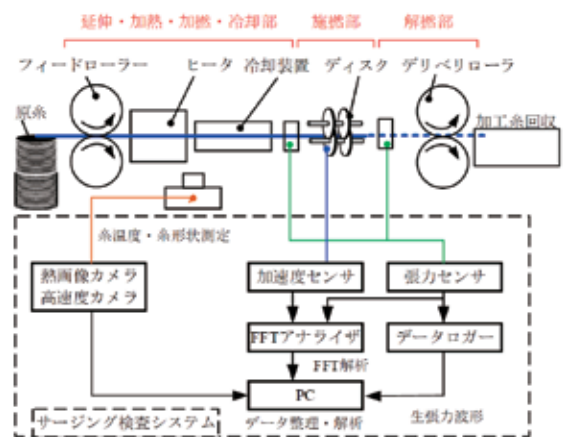 延伸・加熱・加撚・冷却部 施撚部 解撚部
フィードローラー ヒータ 冷却装置 ディスク デリベリローラ
原糸
加工糸回収
糸温度・糸形状測定
熱画像カメラ
高速度カメラ
加速度センサ
張力センサ
FFTアナライザ
データロガー
FFT解析
PC
サージング検査システム
データ整理・解析
生張力波形